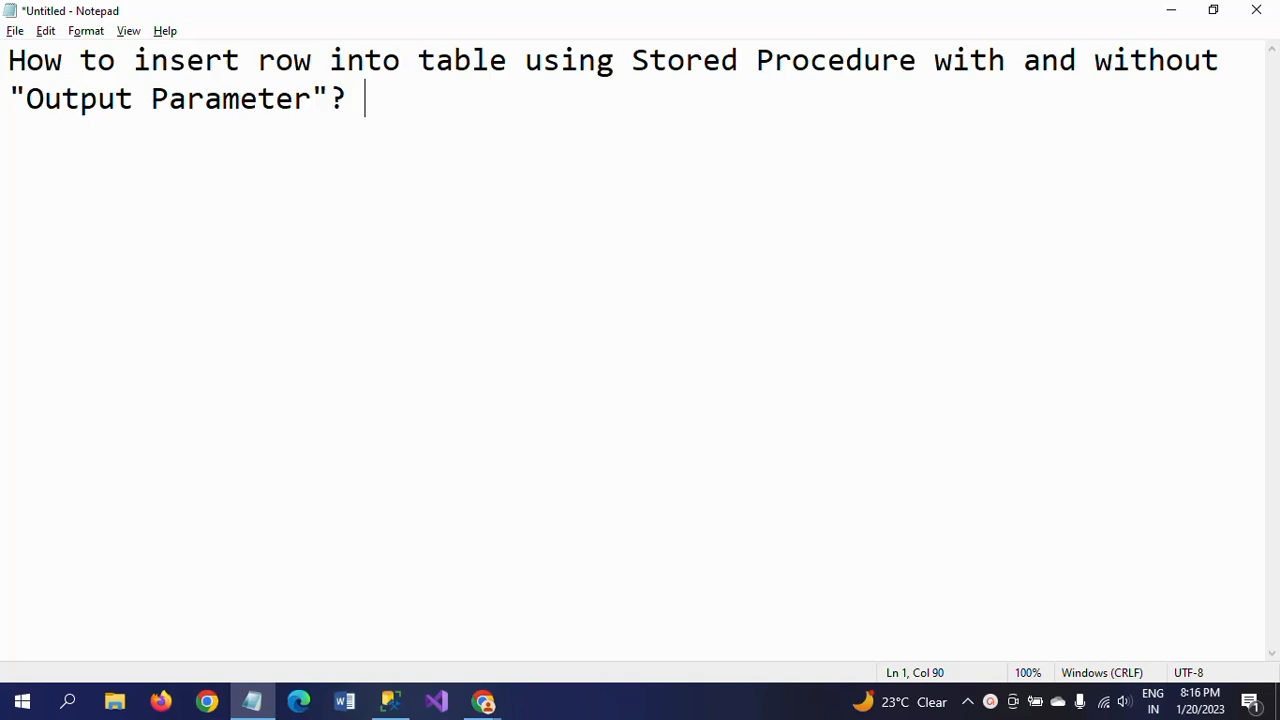 *Untitled - Notepad
File Edit Format View Help
How to insert row into table using Stored Procedure with and without
"Output Parameter"?
Ln 1, Col 90 100% Windows (CRLF) UTF-8
23°C Clear ENG 8:16 PM
IN 1/20/2023 1